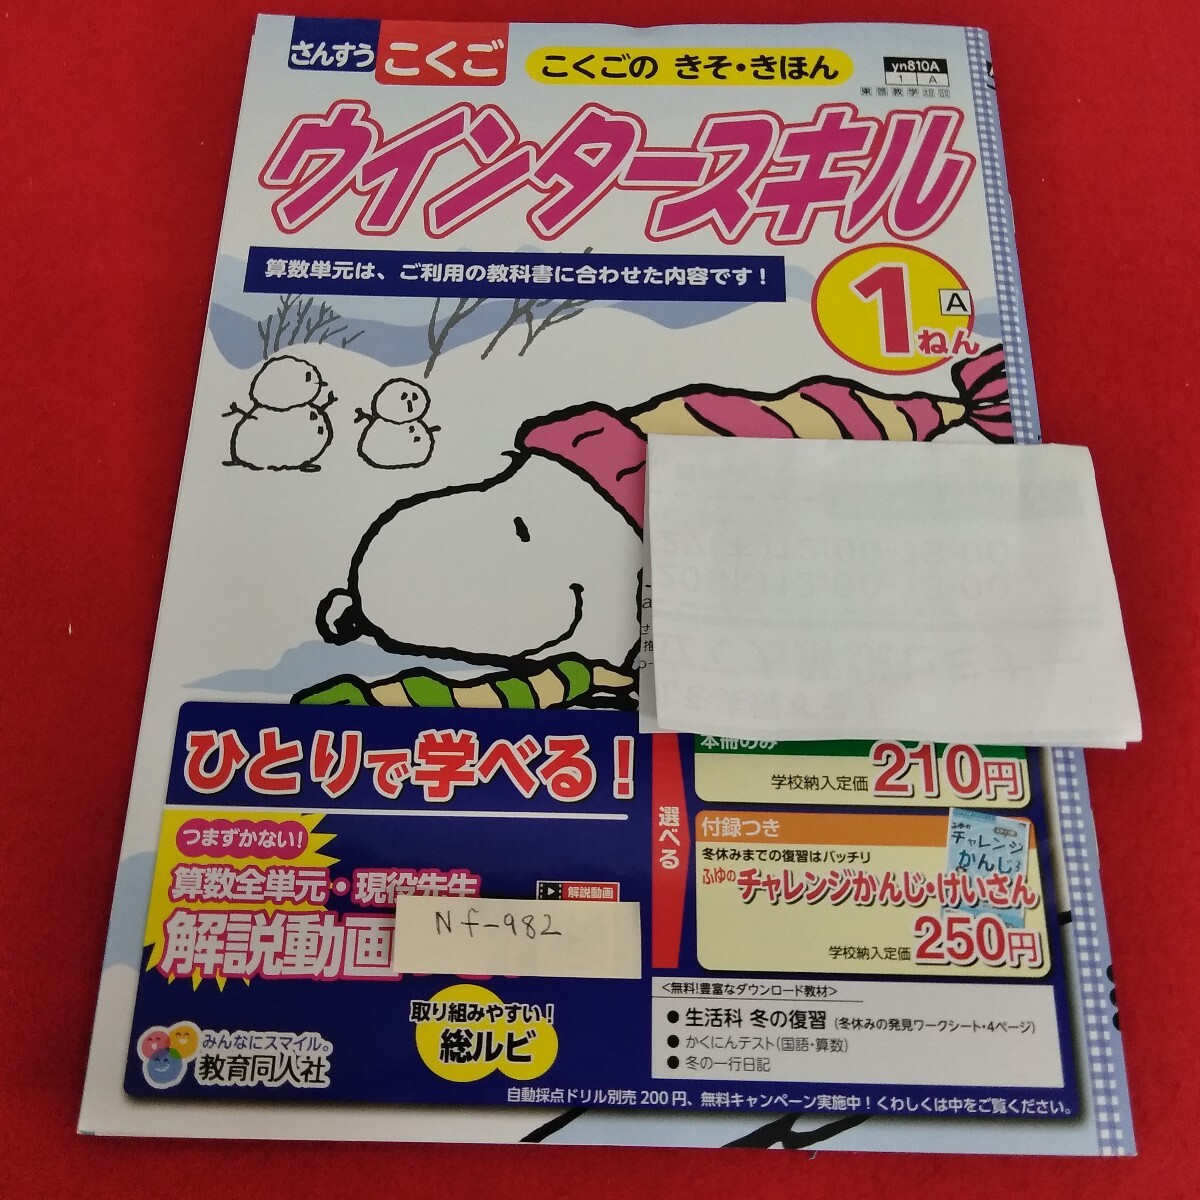 さんすう
こくご
こくごの きそ・きほん
yn810A
1 A
ウインタースキル
算数単元は、ご利用の教科書に合わせた内容です！
1ねん
A
ひとりで学べる！
つまずかない！
算数全単元・現役先生
解説動画
解説動画
Nf-982
取り組みやすい！
総ルビ
みんなにスマイル。
教育同人社
選べる
本冊のみ
学校納入定価 210円
付録つき
冬休みまでの復習はバッチリ
ふゆの チャレンジかんじ・けいさん
学校納入定価 250円
チャレンジ
かんじ
＜無料！豊富なダウンロード教材＞
● 生活科 冬の復習（冬休みの発見ワークシート・4ページ）
● かくにんテスト（国語・算数）
● 冬の一行日記
自動採点ドリル別売 200円、無料キャンペーン実施中！くわしくは中をご覧ください。